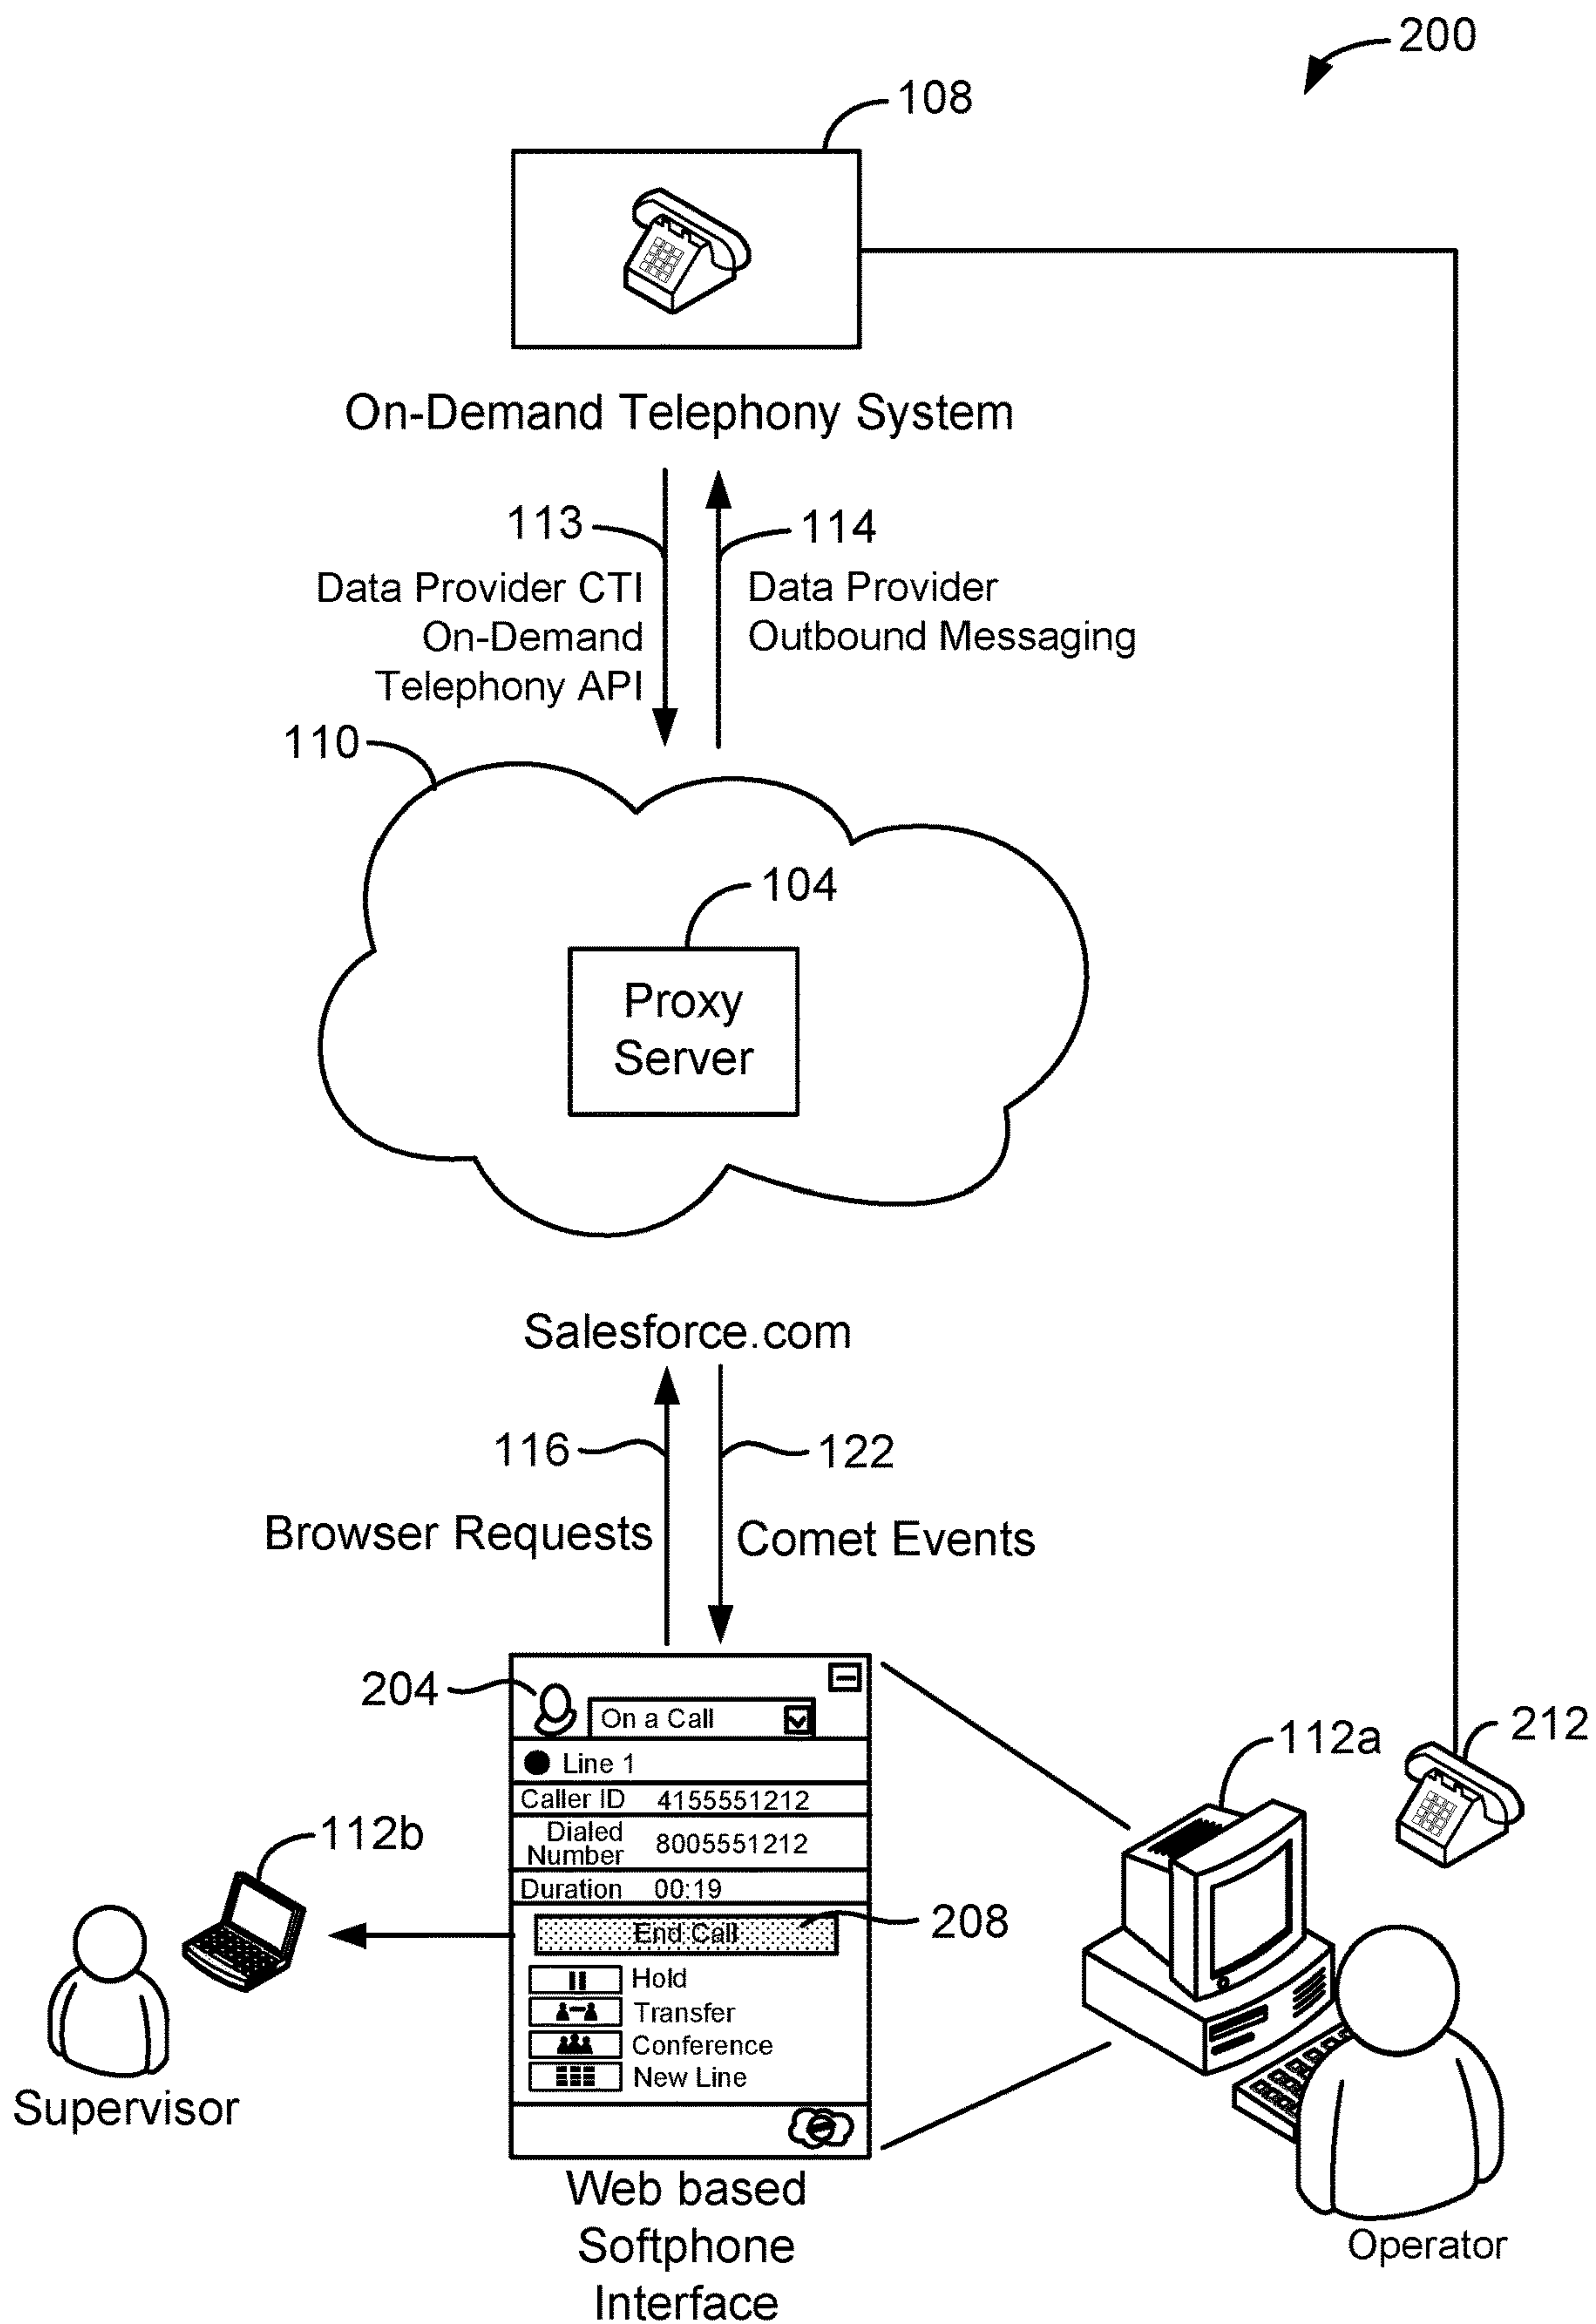 200
108
On-Demand Telephony System
113
114
Data Provider CTI
On-Demand
Telephony API
Data Provider
Outbound Messaging
110
104
Proxy
Server
Salesforce.com
116
122
Browser Requests
Comet Events
204
On a Call
Line 1
Caller ID 4155551212
Dialed
Number 8005551212
Duration 00:19
End Call
208
Hold
Transfer
Conference
New Line
112a
212
112b
Supervisor
Web based
Softphone
Interface
Operator